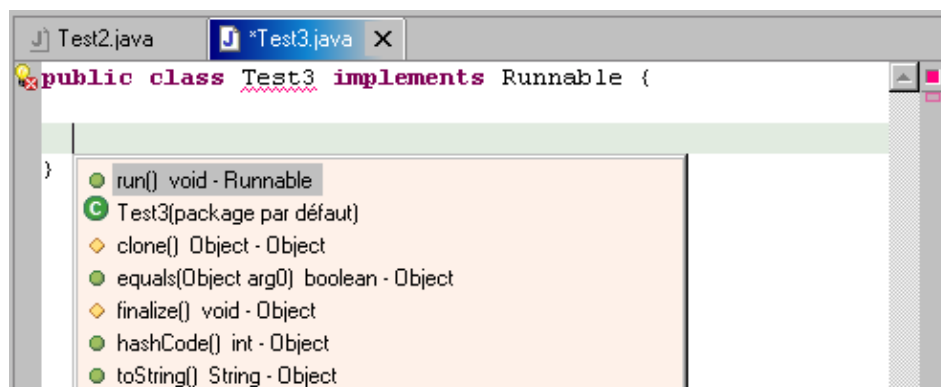 Test2.java *Test3.java
public class Test3 implements Runnable {
}
run() void - Runnable
Test3(package par défaut)
clone() Object - Object
equals(Object arg0) boolean - Object
finalize() void - Object
hashCode() int - Object
toString() String - Object